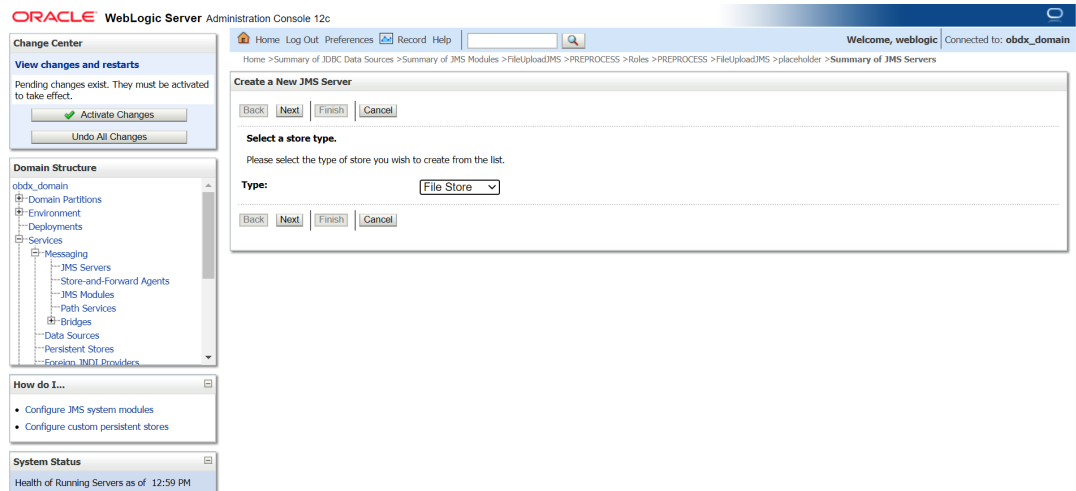 ORACLE WebLogic Server Administration Console 12c
Change Center
View changes and restarts
Pending changes exist. They must be activated
to take effect.
Activate Changes
Undo All Changes
Domain Structure
obdx_domain
Domain Partitions
Environment
Deployments
Services
Messaging
JMS Servers
Store-and-Forward Agents
JMS Modules
Path Services
Bridges
Data Sources
Persistent Stores
Foreign JNDI Providers
How do I...
Configure JMS system modules
Configure custom persistent stores
System Status
Health of Running Servers as of 12:59 PM
Home Log Out Preferences Record Help
Welcome, weblogic Connected to: obdx_domain
Home >Summary of JDBC Data Sources >Summary of JMS Modules >FileUploadJMS >PREPROCESS >Roles >PREPROCESS >FileUploadJMS >placeholder >Summary of JMS Servers
Create a New JMS Server
Back Next Finish Cancel
Select a store type.
Please select the type of store you wish to create from the list.
Type: File Store
Back Next Finish Cancel